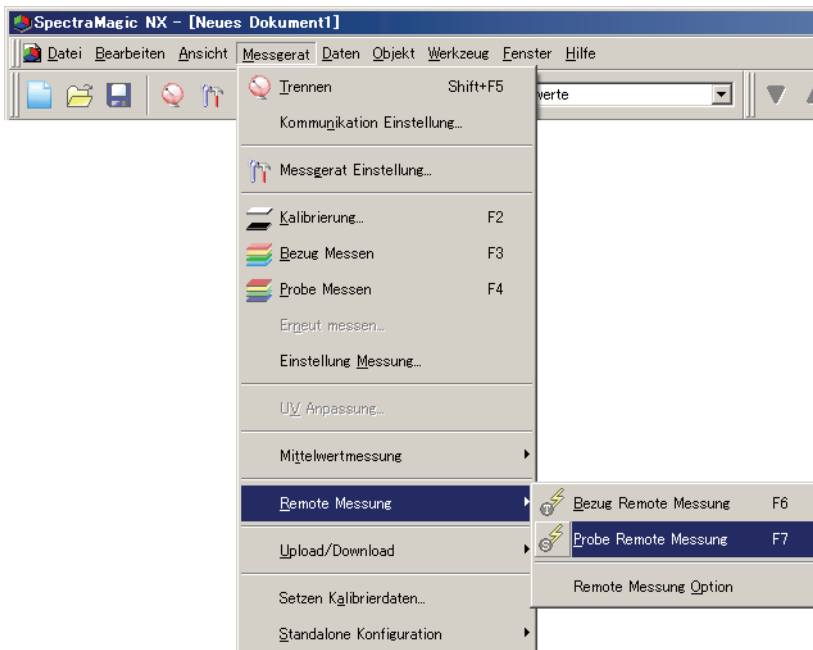 SpectraMagic NX - [Neues Dokument1]
Datei Bearbeiten Ansicht Messgerat Daten Objekt Werkzeug Fenster Hilfe
werte
Trennen Shift+F5
Kommunikation Einstellung...
Messgerat Einstellung...
Kalibrierung... F2
Bezug Messen F3
Probe Messen F4
Erneut messen...
Einstellung Messung...
UV Anpassung...
Mittelwertmessung
Remote Messung
Bezug Remote Messung F6
Probe Remote Messung F7
Remote Messung Option
Upload/Download
Setzen Kalibrierdaten...
Standalone Konfiguration